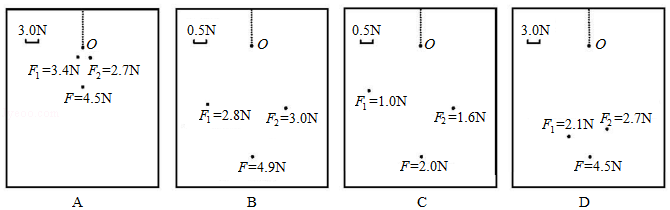 3.0N
O
F₁=3.4N F₂=2.7N
F=4.5N
A
0.5N
O
F₁=2.8N F₂=3.0N
F=4.9N
B
0.5N
O
F₁=1.0N F₂=1.6N
F=2.0N
C
3.0N
O
F₁=2.1N F₂=2.7N
F=4.5N
D